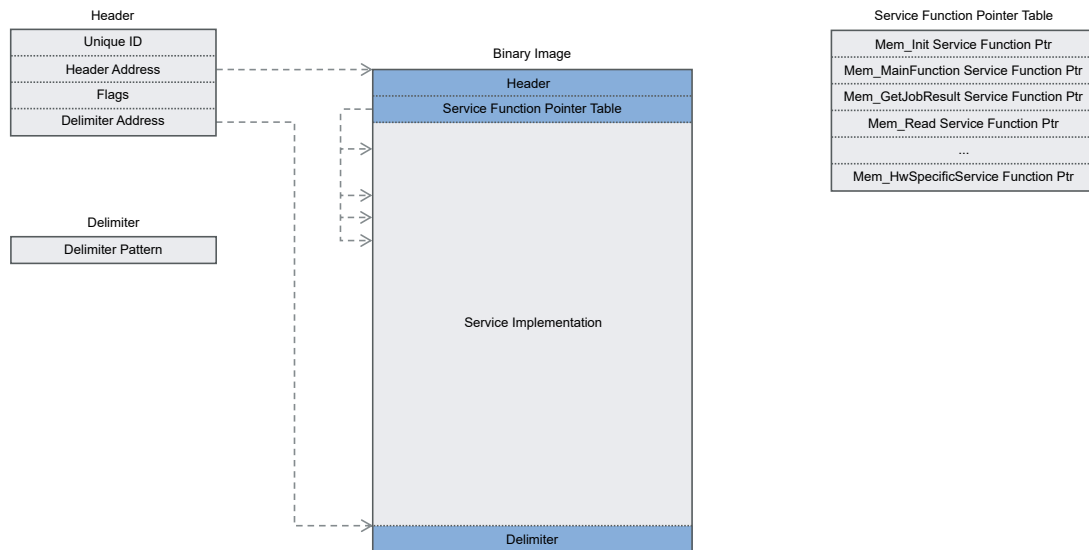 Header
Unique ID
Header Address
Flags
Delimiter Address
Delimiter
Delimiter Pattern
Binary Image
Header
Service Function Pointer Table
Service Implementation
Delimiter
Service Function Pointer Table
Mem_Init Service Function Ptr
Mem_MainFunction Service Function Ptr
Mem_GetJobResult Service Function Ptr
Mem_Read Service Function Ptr
...
Mem_HwSpecificService Function Ptr